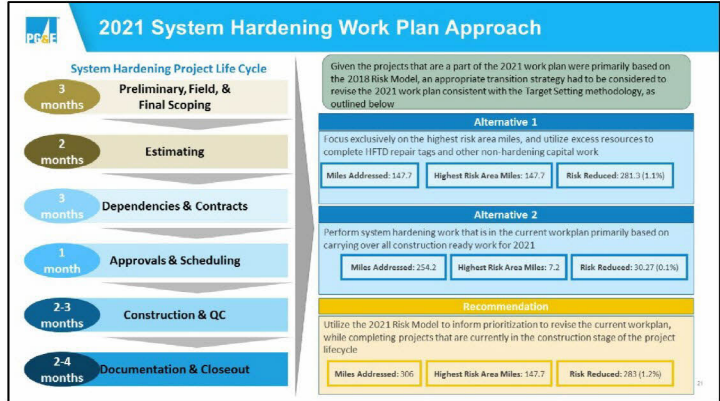 PG&E
2021 System Hardening Work Plan Approach
System Hardening Project Life Cycle
3
months
Preliminary, Field, &
Final Scoping
2
months
Estimating
3
months
Dependencies & Contracts
1
month
Approvals & Scheduling
2-3
months
Construction & QC
2-4
months
Documentation & Closeout
Given the projects that are a part of the 2021 work plan were primarily based on
the 2018 Risk Model, an appropriate transition strategy had to be considered to
revise the 2021 work plan consistent with the Target Setting methodology, as
outlined below
Alternative 1
Focus exclusively on the highest risk area miles, and utilize excess resources to
complete HFTD repair tags and other non-hardening capital work
Miles Addressed: 147.7
Highest Risk Area Miles: 147.7
Risk Reduced: 281.3 (1.1%)
Alternative 2
Perform system hardening work that is in the current workplan primarily based on
carrying over all construction ready work for 2021
Miles Addressed: 254.2
Highest Risk Area Miles: 7.2
Risk Reduced: 30.27 (0.1%)
Recommendation
Utilize the 2021 Risk Model to inform prioritization to revise the current workplan,
while completing projects that are currently in the construction stage of the project
lifecycle
Miles Addressed: 306
Highest Risk Area Miles: 147.7
Risk Reduced: 283 (1.2%)